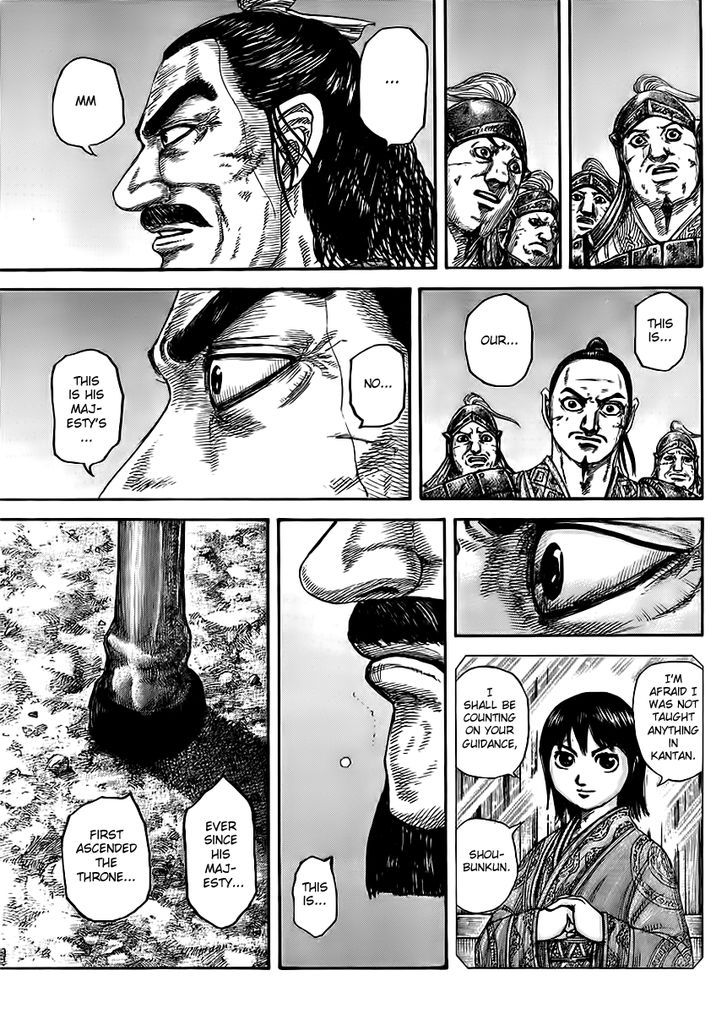 ...
MM
THIS
IS...
OUR...
NO...
THIS
IS HIS
MAJ-
ESTY'S
...
I'M
AFRAID I
WAS NOT
TAUGHT
ANYTHING
IN
KANTAN.
I
SHALL BE
COUNTING
ON YOUR
GUIDANCE,
SHOU-
BUNKUN.
THIS
IS...
EVER
SINCE
HIS
MAJ-
ESTY...
FIRST
ASCENDED
THE
THRONE...